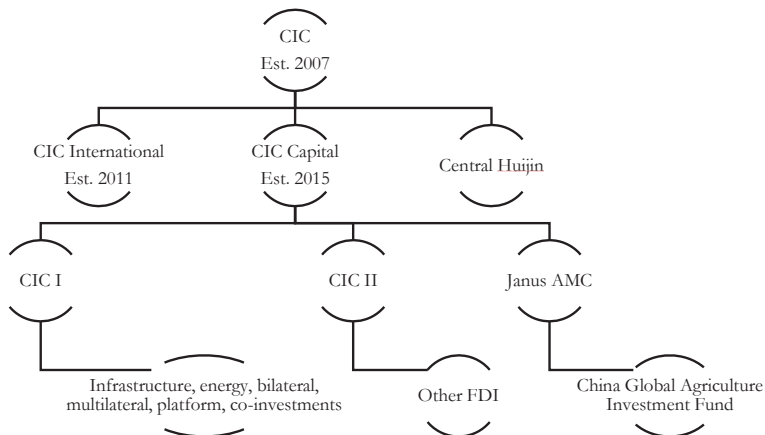 CIC
Est. 2007
CIC International
Est. 2011
CIC Capital
Est. 2015
Central Huijin
CIC I
CIC II
Janus AMC
Infrastructure, energy, bilateral,
multilateral, platform, co-investments
Other FDI
China Global Agriculture
Investment Fund